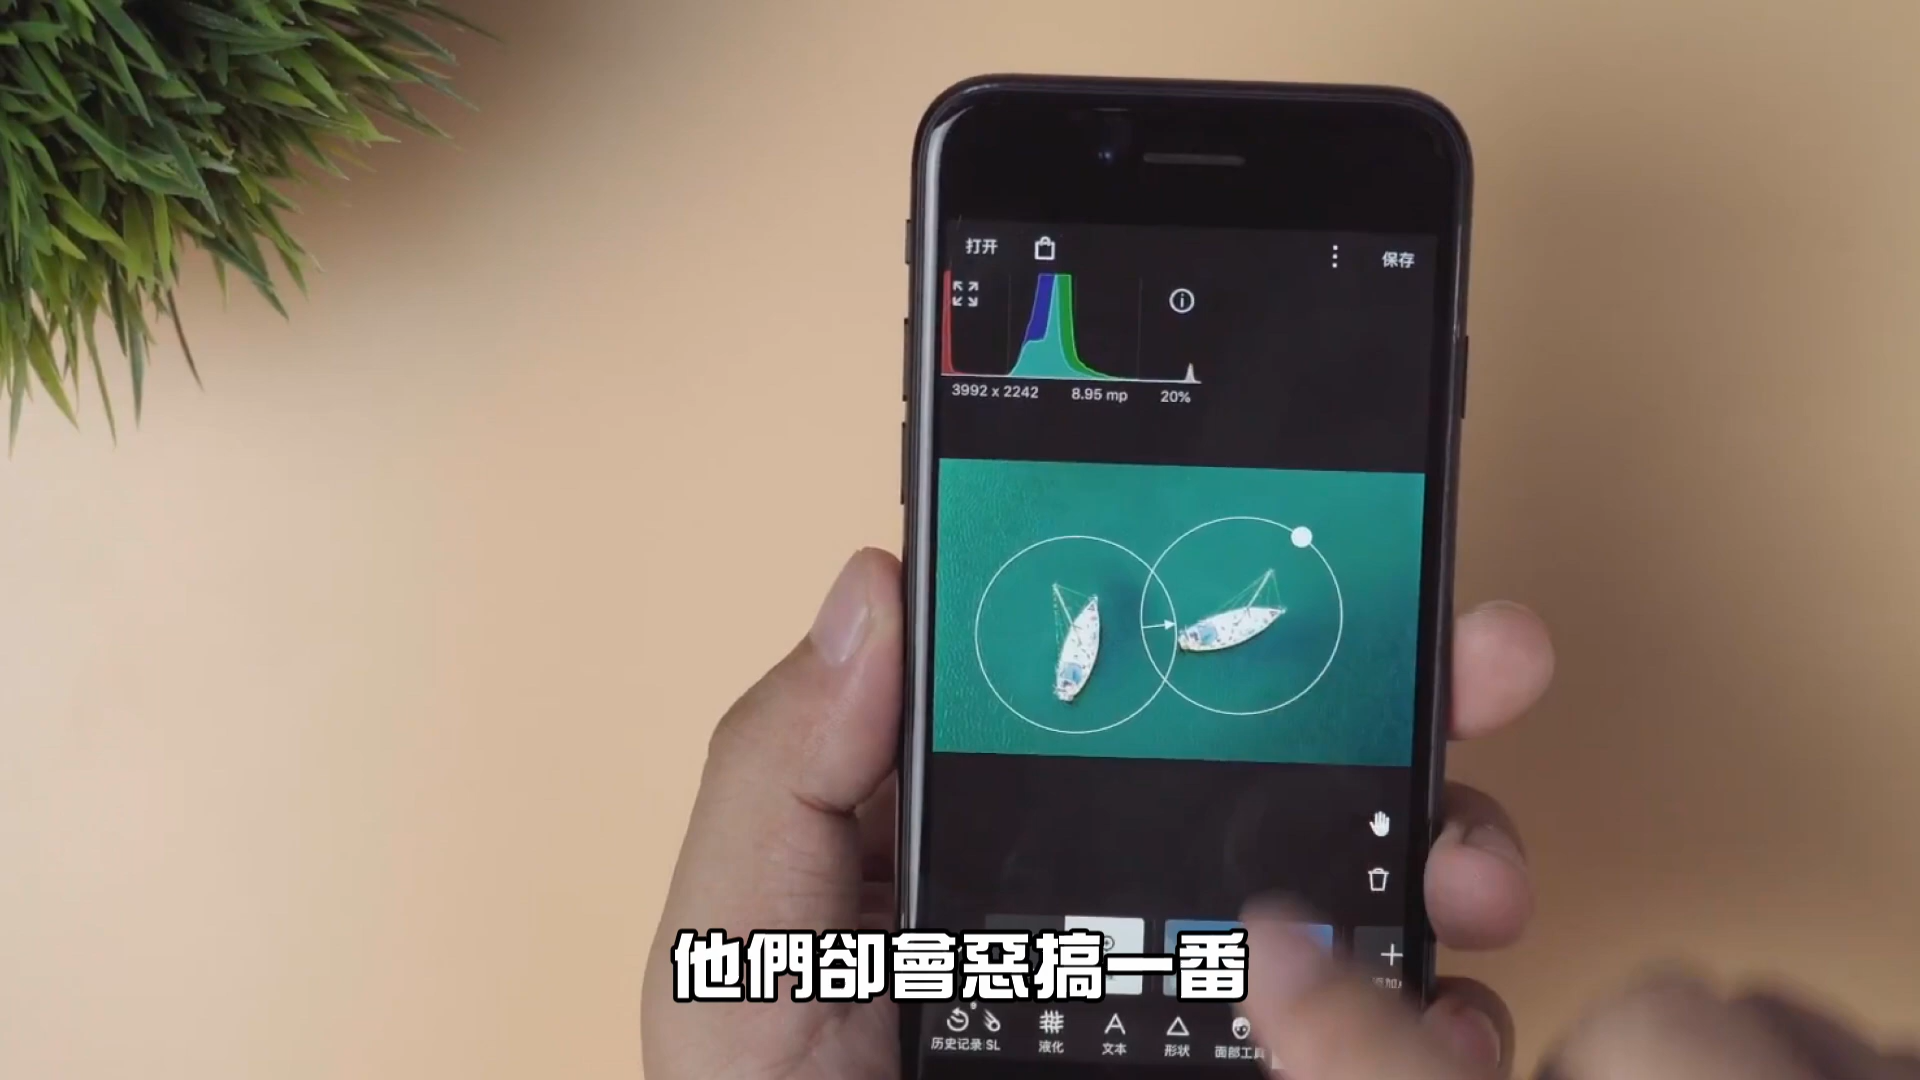 打开
保存
3992 x 2242 8.95 mp 20%
他們卻會惡搞一番
历史记录 SL 液化 文本 形状 面部工具